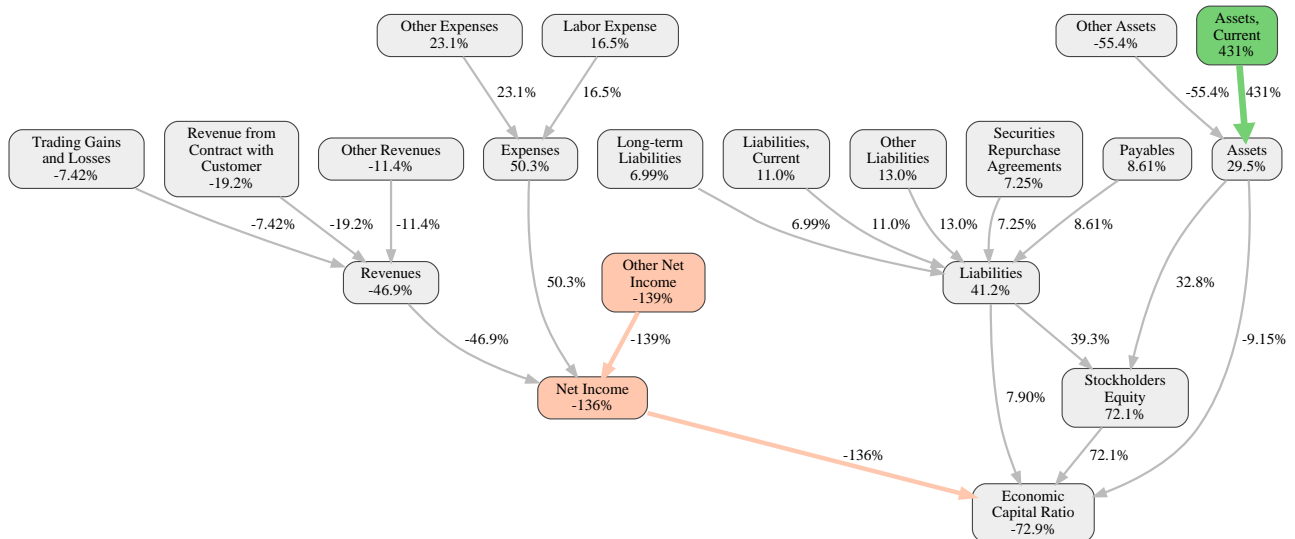 Other Expenses
23.1%
Labor Expense
16.5%
Other Assets
-55.4%
Assets,
Current
431%
23.1%
16.5%
-55.4%
431%
Trading Gains
and Losses
-7.42%
Revenue from
Contract with
Customer
-19.2%
Other Revenues
-11.4%
Expenses
50.3%
Long-term
Liabilities
6.99%
Liabilities,
Current
11.0%
Other
Liabilities
13.0%
Securities
Repurchase
Agreements
7.25%
Payables
8.61%
Assets
29.5%
-7.42%
-19.2%
-11.4%
6.99%
11.0%
13.0%
7.25%
8.61%
Revenues
-46.9%
50.3%
Other Net
Income
-139%
Liabilities
41.2%
32.8%
-46.9%
-139%
39.3%
-9.15%
Net Income
-136%
7.90%
Stockholders
Equity
72.1%
-136%
72.1%
Economic
Capital Ratio
-72.9%